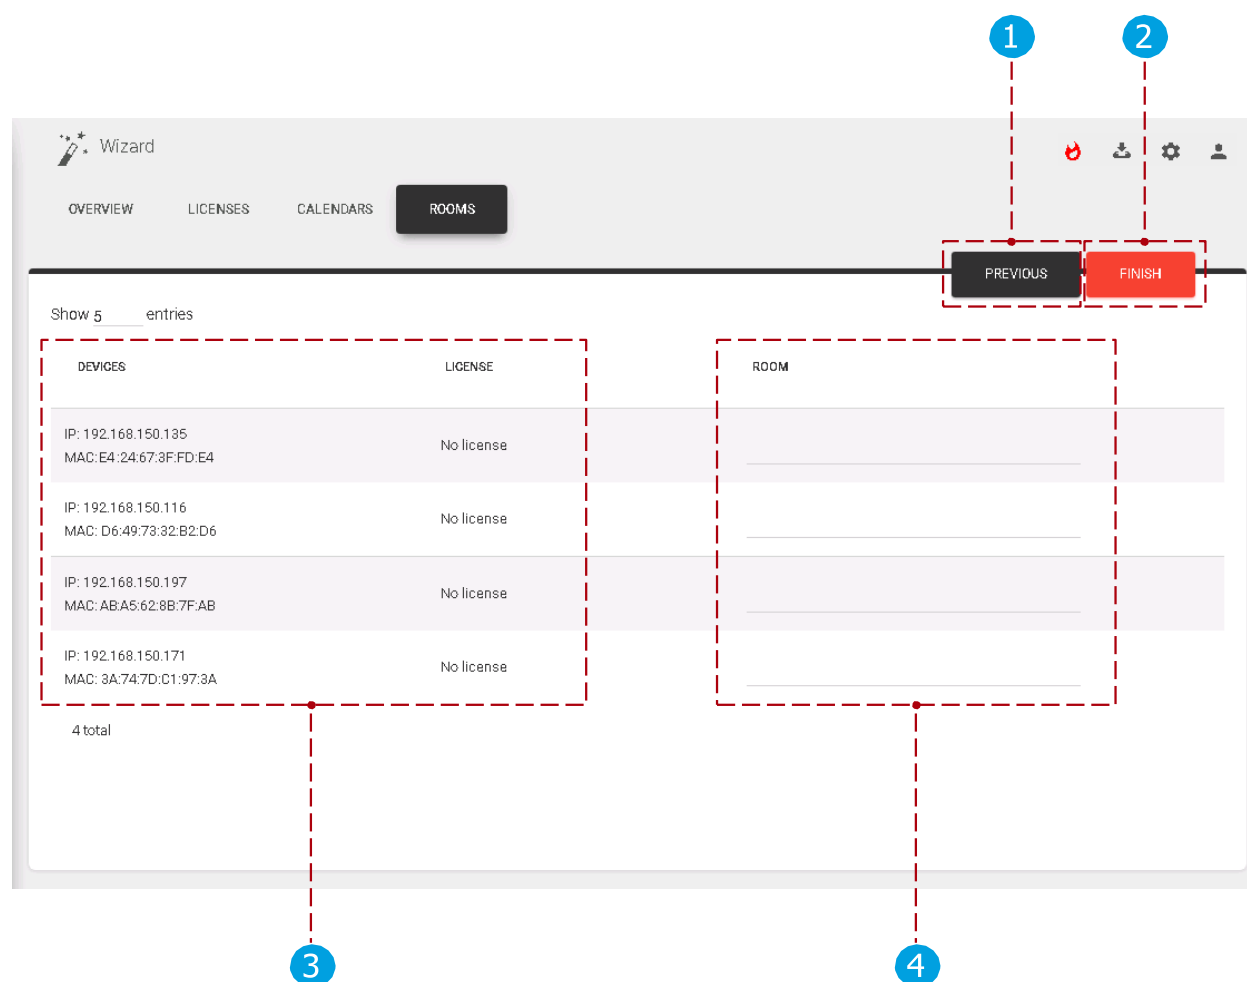 1 2
Wizard
OVERVIEW LICENSES CALENDARS ROOMS
PREVIOUS FINISH
Show 5 entries
DEVICES LICENSE ROOM
IP: 192.168.150.135
MAC:E4:24:67:3F:FD:E4
No license
IP: 192.168.150.116
MAC: D6:49:73:32:B2:D6
No license
IP: 192.168.150.197
MAC: AB:A5:62:8B:7F:AB
No license
IP: 192.168.150.171
MAC: 3A:74:7D:C1:97:3A
No license
4 total
3 4